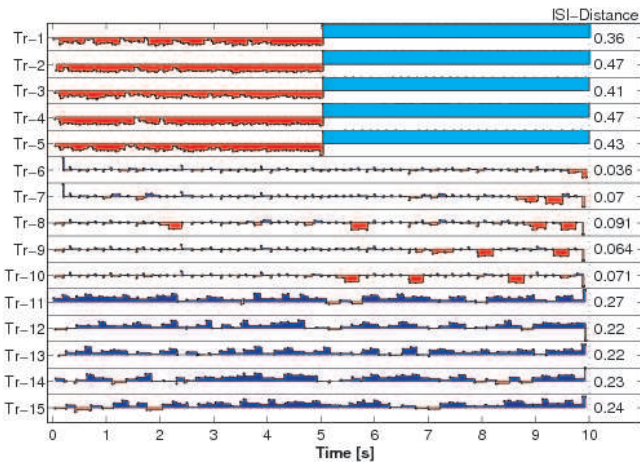 ISI-Distance
Tr-1 0.36
Tr-2 0.47
Tr-3 0.41
Tr-4 0.47
Tr-5 0.43
Tr-6 0.036
Tr-7 0.07
Tr-8 0.091
Tr-9 0.064
Tr-10 0.071
Tr-11 0.27
Tr-12 0.22
Tr-13 0.22
Tr-14 0.23
Tr-15 0.24
0 1 2 3 4 5 6 7 8 9 10
Time [s]